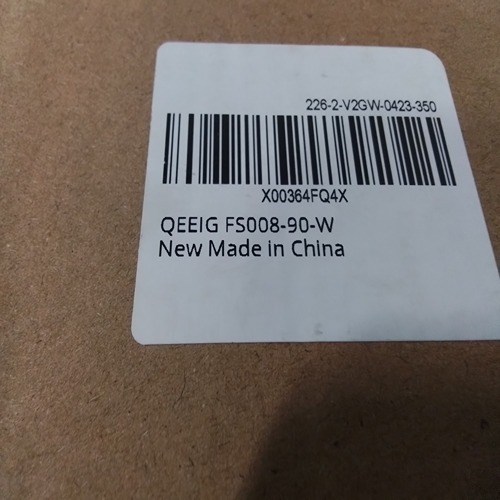 226-2-V2GW-0423-350
X00364FQ4X
QEEIG FS008-90-W
New Made in China